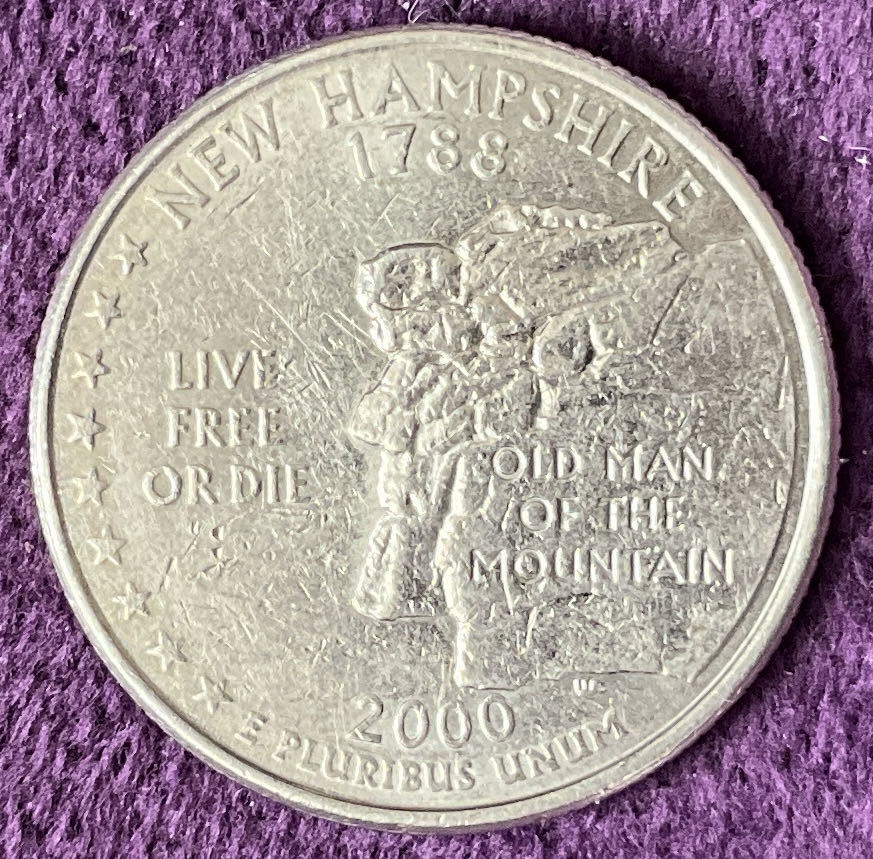 NEW HAMPSHIRE
1788
LIVE
FREE
OR DIE
OLD MAN
OF THE
MOUNTAIN
2000
E PLURIBUS UNUM